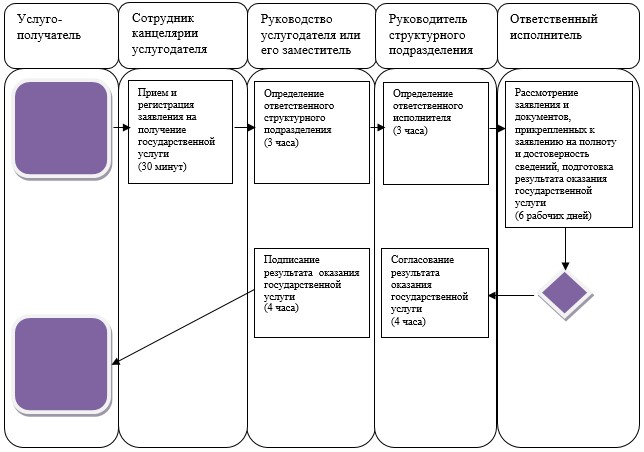 Услуго-
получатель
Сотрудник
канцелярии
услугодателя
Руководство
услугодателя или
его заместитель
Руководитель
структурного
подразделения
Ответственный
исполнитель
Прием и
регистрация
заявления на
получение
государственной
услуги
(30 минут)
Определение
ответственного
структурного
подразделения
(3 часа)
Определение
ответственного
исполнителя
(3 часа)
Рассмотрение
заявления и
документов,
прикрепленных к
заявлению на полноту
и достоверность
сведений, подготовка
результата оказания
государственной
услуги
(6 рабочих дней)
Подписание
результата оказания
государственной
услуги
(4 часа)
Согласование
результата
оказания
государственной
услуги
(4 часа)